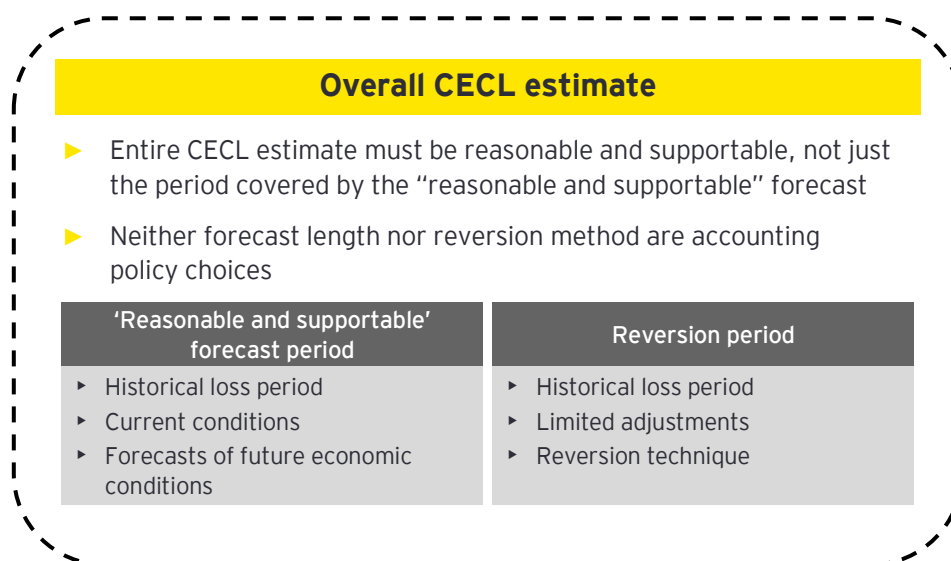 Overall CECL estimate
► Entire CECL estimate must be reasonable and supportable, not just
the period covered by the “reasonable and supportable” forecast
► Neither forecast length nor reversion method are accounting
policy choices
‘Reasonable and supportable’
forecast period
‣ Historical loss period
‣ Current conditions
‣ Forecasts of future economic
conditions
Reversion period
‣ Historical loss period
‣ Limited adjustments
‣ Reversion technique